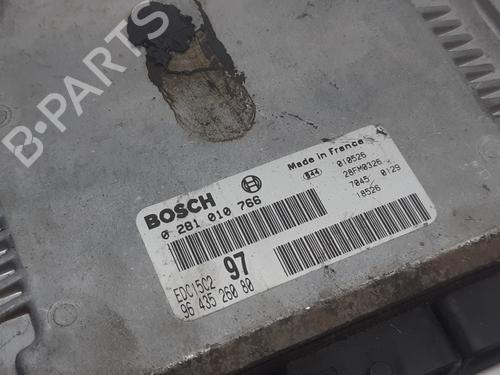 B-PARTS
BOSCH
0 281 010 766
Made in France
4
010526
28FM0326
7045 0129
18526
EDC15C2
97
96 435 260 80